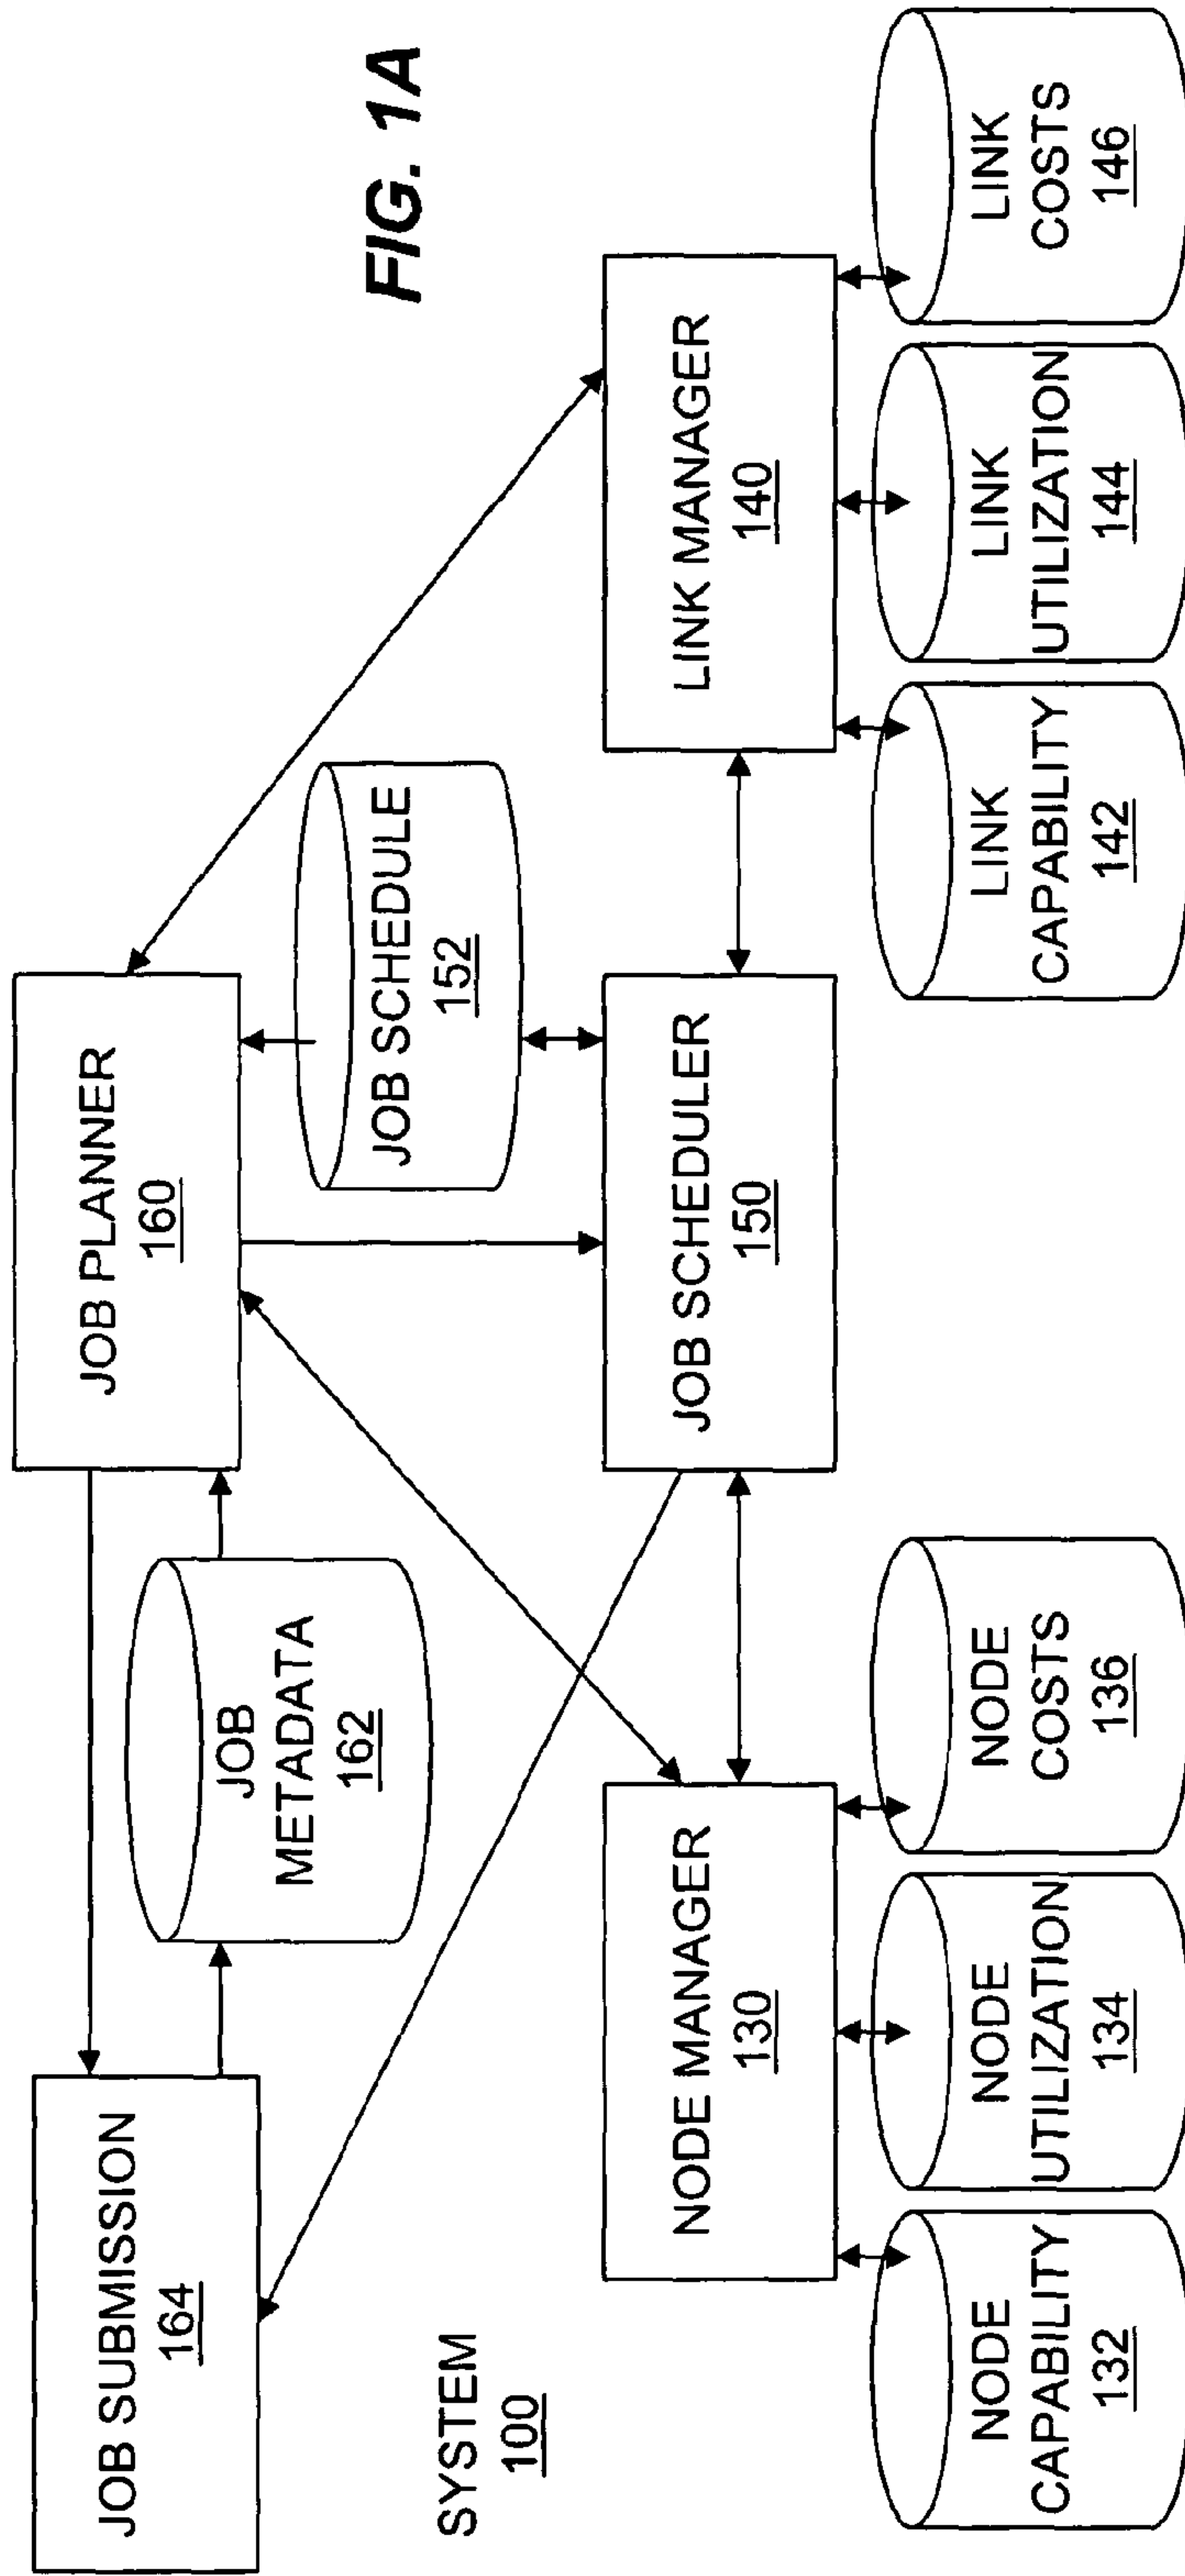 FIG. 1A
JOB SUBMISSION
164
JOB
METADATA
162
JOB PLANNER
160
JOB SCHEDULE
152
SYSTEM
100
NODE MANAGER
130
JOB SCHEDULER
150
LINK MANAGER
140
NODE
CAPABILITY
132
NODE
UTILIZATION
134
NODE
COSTS
136
LINK
CAPABILITY
142
LINK
UTILIZATION
144
LINK
COSTS
146